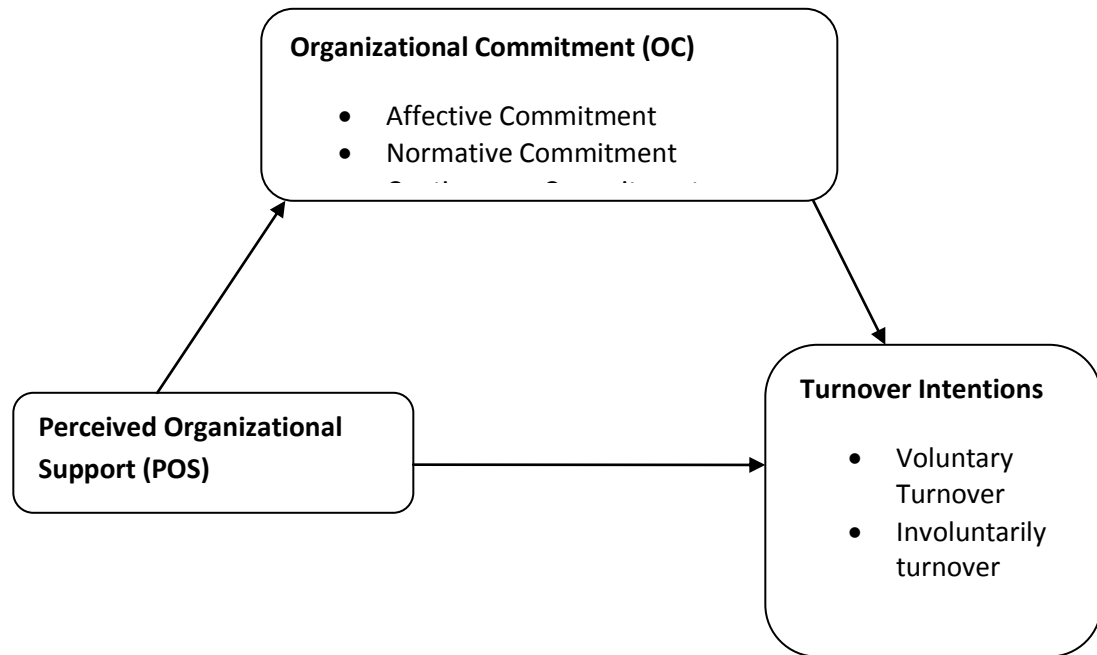 Organizational Commitment (OC)
• Affective Commitment
• Normative Commitment
Perceived Organizational
Support (POS)
Turnover Intentions
• Voluntary
Turnover
• Involuntarily
turnover